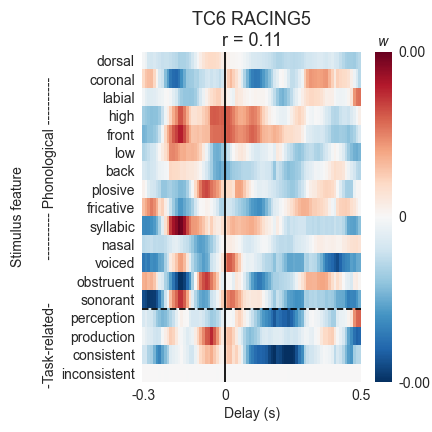 TC6 RACING5
r = 0.11
w
dorsal
coronal
labial
high
front
low
back
plosive
fricative
syllabic
nasal
voiced
obstruent
sonorant
perception
production
consistent
inconsistent
Stimulus feature
-Task-related- ---------- Phonological ----------
0.00
0
-0.00
-0.3
0
0.5
Delay (s)